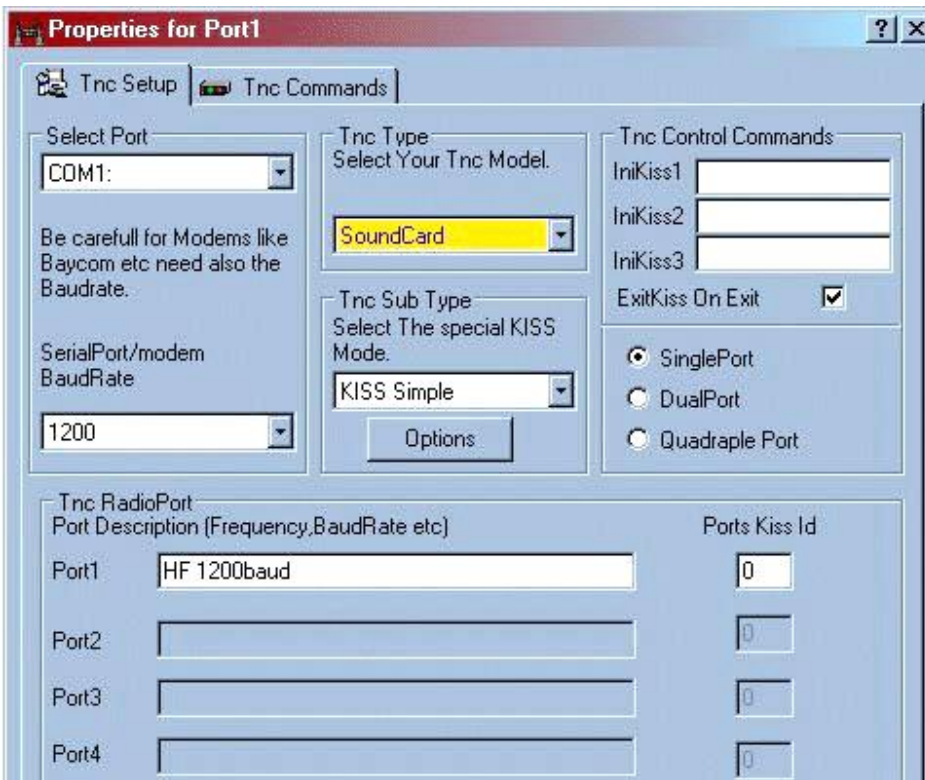 Properties for Port1
Tnc Setup
Tnc Commands
Select Port
COM1:
Be carefull for Modems like
Baycom etc need also the
Baudrate.
SerialPort/modem
BaudRate
1200
Tnc Type
Select Your Tnc Model.
SoundCard
Tnc Sub Type
Select The special KISS
Mode.
KISS Simple
Options
Tnc Control Commands
IniKiss1
IniKiss2
IniKiss3
ExitKiss On Exit
SinglePort
DualPort
Quadraple Port
Tnc RadioPort
Port Description (Frequency,BaudRate etc)
Ports Kiss Id
Port1
HF 1200baud
0
Port2
0
Port3
0
Port4
0